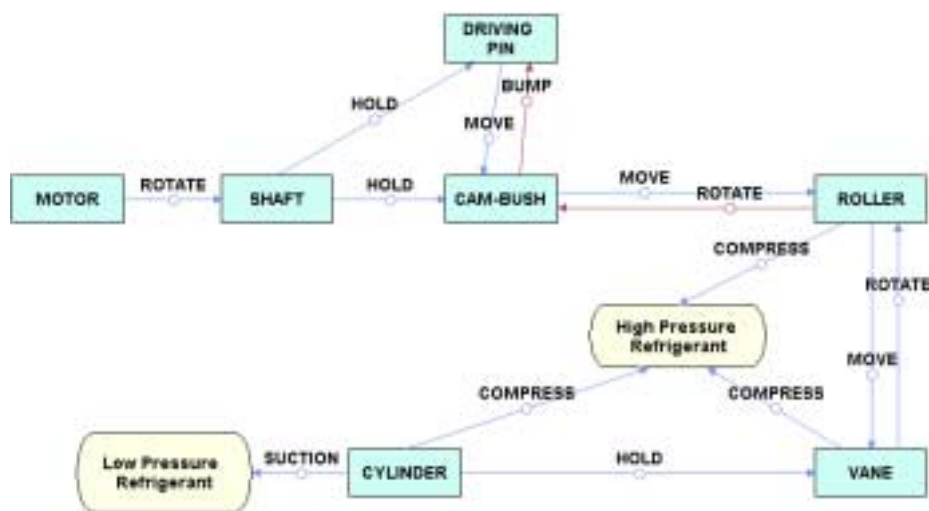 DRIVING
PIN
BUMP
HOLD
MOVE
MOTOR
ROTATE
SHAFT
HOLD
CAM-BUSH
MOVE
ROTATE
ROLLER
COMPRESS
ROTATE
High Pressure
Refrigerant
MOVE
COMPRESS
COMPRESS
Low Pressure
Refrigerant
SUCTION
CYLINDER
HOLD
VANE